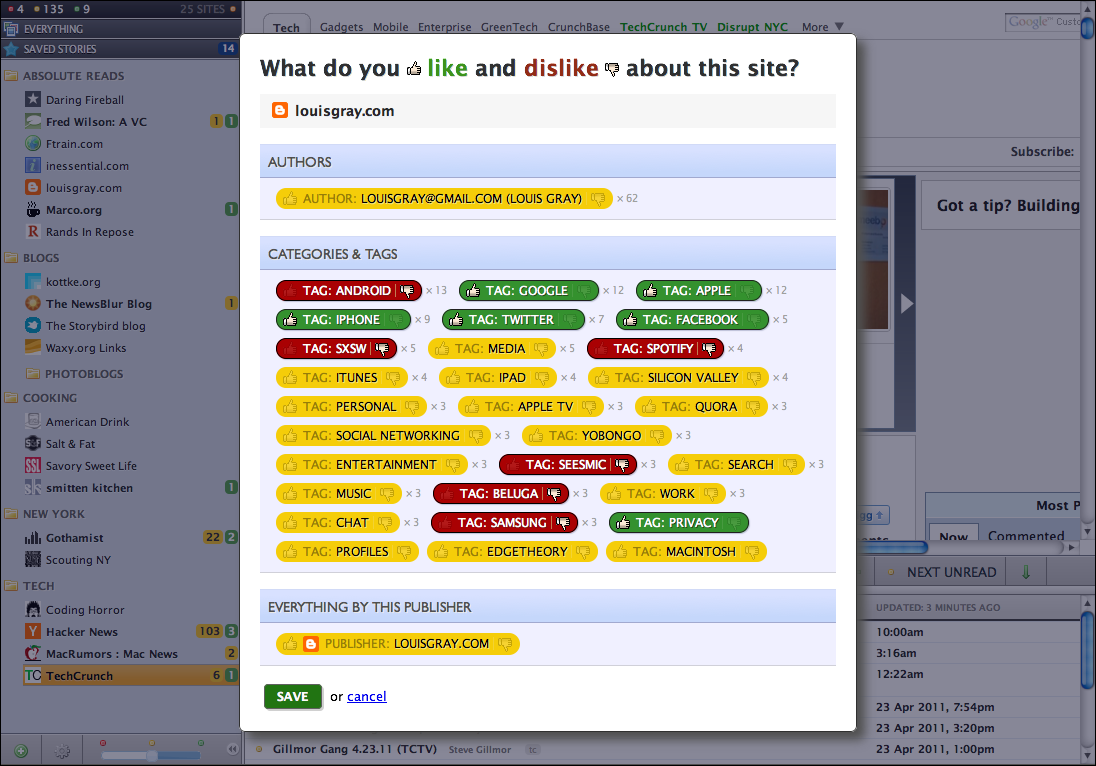 4 135 9 25 SITES
EVERYTHING
SAVED STORIES 14
ABSOLUTE READS
Daring Fireball
Fred Wilson: A VC 1 1
Ftrain.com
inessential.com
louisgray.com
Marco.org 1
Rands In Repose
BLOGS
kottke.org
The NewsBlur Blog 1
The Storybird blog
Waxy.org Links
PHOTOBLOGS
COOKING
American Drink
Salt & Fat
Savory Sweet Life
smitten kitchen 1
NEW YORK
Gothamist 22 2
Scouting NY
TECH
Coding Horror
Hacker News 103 3
MacRumors : Mac News 2
TechCrunch 6 1
Tech Gadgets Mobile Enterprise GreenTech CrunchBase TechCrunch TV Disrupt NYC More
Google™ Custo
What do you like and dislike about this site?
louisgray.com
AUTHORS
AUTHOR: LOUISGRAY@GMAIL.COM (LOUIS GRAY) × 62
CATEGORIES & TAGS
TAG: ANDROID × 13 TAG: GOOGLE × 12 TAG: APPLE × 12
TAG: IPHONE × 9 TAG: TWITTER × 7 TAG: FACEBOOK × 5
TAG: SXSW × 5 TAG: MEDIA × 5 TAG: SPOTIFY × 4
TAG: ITUNES × 4 TAG: IPAD × 4 TAG: SILICON VALLEY × 4
TAG: PERSONAL × 3 TAG: APPLE TV × 3 TAG: QUORA × 3
TAG: SOCIAL NETWORKING × 3 TAG: YOBONGO × 3
TAG: ENTERTAINMENT × 3 TAG: SEESMIC × 3 TAG: SEARCH × 3
TAG: MUSIC × 3 TAG: BELUGA × 3 TAG: WORK × 3
TAG: CHAT × 3 TAG: SAMSUNG × 3 TAG: PRIVACY
TAG: PROFILES TAG: EDGETHEORY TAG: MACINTOSH
EVERYTHING BY THIS PUBLISHER
PUBLISHER: LOUISGRAY.COM
SAVE or cancel
Subscribe:
Got a tip? Building
Most P
Now Commented
NEXT UNREAD
UPDATED: 3 MINUTES AGO
10:00am
3:16am
12:22am
23 Apr 2011, 7:54pm
23 Apr 2011, 3:20pm
Gillmor Gang 4.23.11 (TCTV) Steve Gillmor tc 23 Apr 2011, 1:00pm